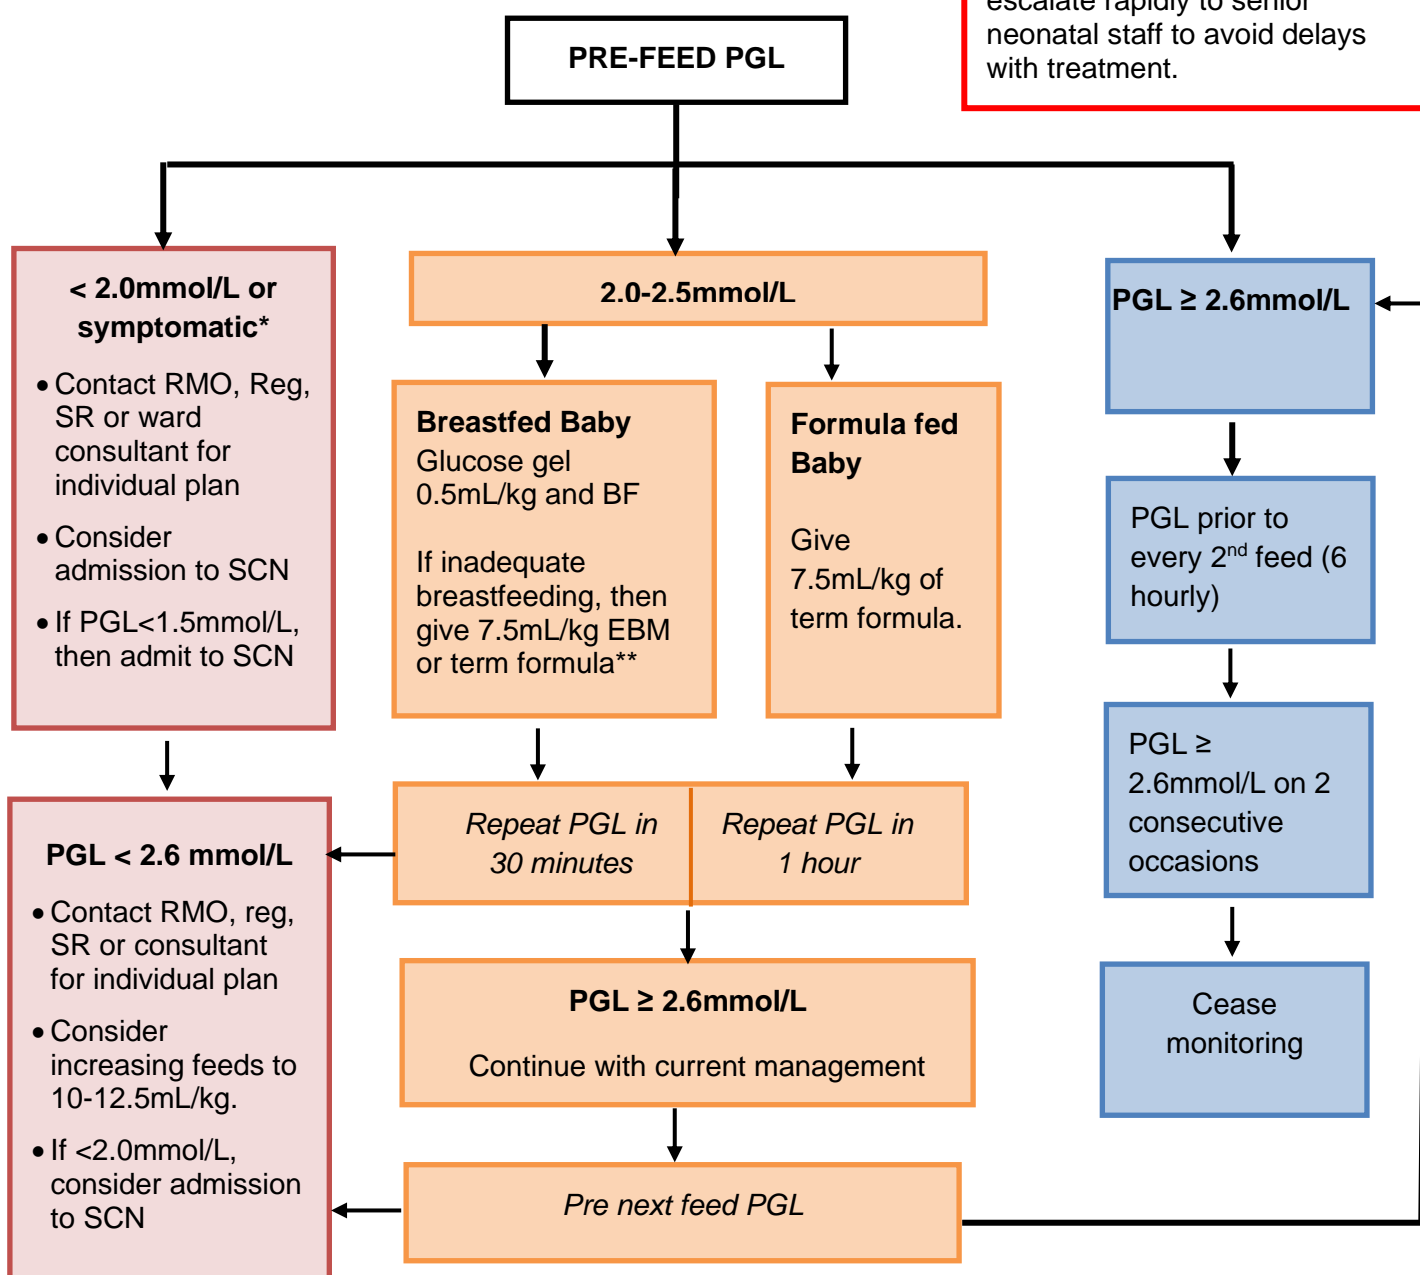 escalate rapidly to senior
neonatal staff to avoid delays
with treatment.
PRE-FEED PGL
< 2.0mmol/L or
symptomatic*
• Contact RMO, Reg,
SR or ward
consultant for
individual plan
• Consider
admission to SCN
• If PGL<1.5mmol/L,
then admit to SCN
2.0-2.5mmol/L
Breastfed Baby
Glucose gel
0.5mL/kg and BF
If inadequate
breastfeeding, then
give 7.5mL/kg EBM
or term formula**
Formula fed
Baby
Give
7.5mL/kg of
term formula.
PGL ≥ 2.6mmol/L
PGL prior to
every 2nd feed (6
hourly)
PGL ≥
2.6mmol/L on 2
consecutive
occasions
Cease
monitoring
Repeat PGL in
30 minutes
Repeat PGL in
1 hour
PGL < 2.6 mmol/L
• Contact RMO, reg,
SR or consultant
for individual plan
• Consider
increasing feeds to
10-12.5mL/kg.
• If <2.0mmol/L,
consider admission
to SCN
PGL ≥ 2.6mmol/L
Continue with current management
Pre next feed PGL